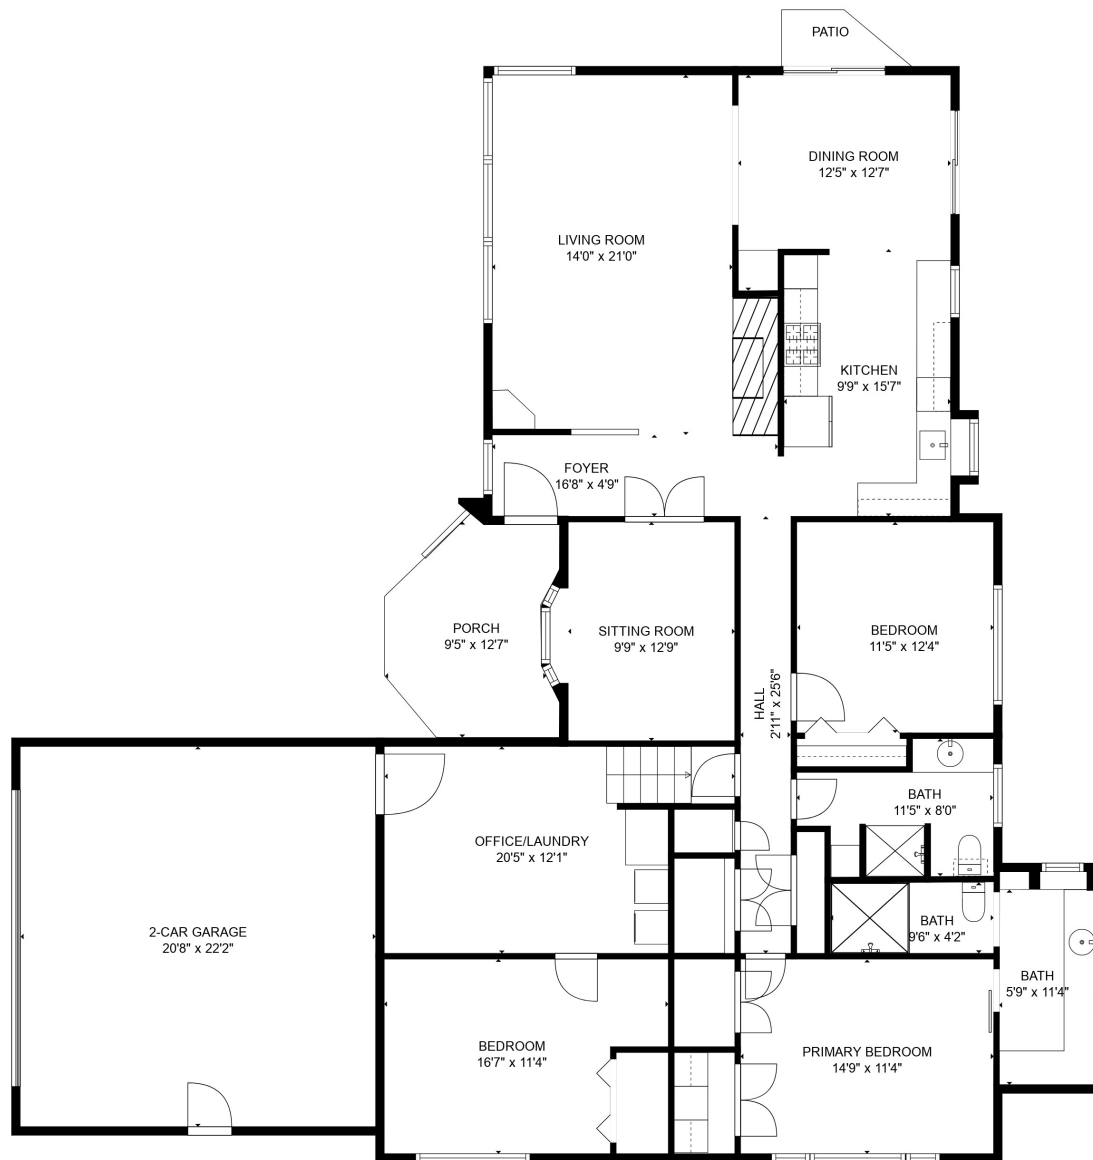 PATIO
DINING ROOM
12'5" x 12'7"
LIVING ROOM
14'0" x 21'0"
KITCHEN
9'9" x 15'7"
FOYER
16'8" x 4'9"
PORCH
9'5" x 12'7"
SITTING ROOM
9'9" x 12'9"
HALL
2'11" x 25'6"
BEDROOM
11'5" x 12'4"
BATH
11'5" x 8'0"
OFFICE/LAUNDRY
20'5" x 12'1"
2-CAR GARAGE
20'8" x 22'2"
BATH
9'6" x 4'2"
BATH
5'9" x 11'4"
BEDROOM
16'7" x 11'4"
PRIMARY BEDROOM
14'9" x 11'4"